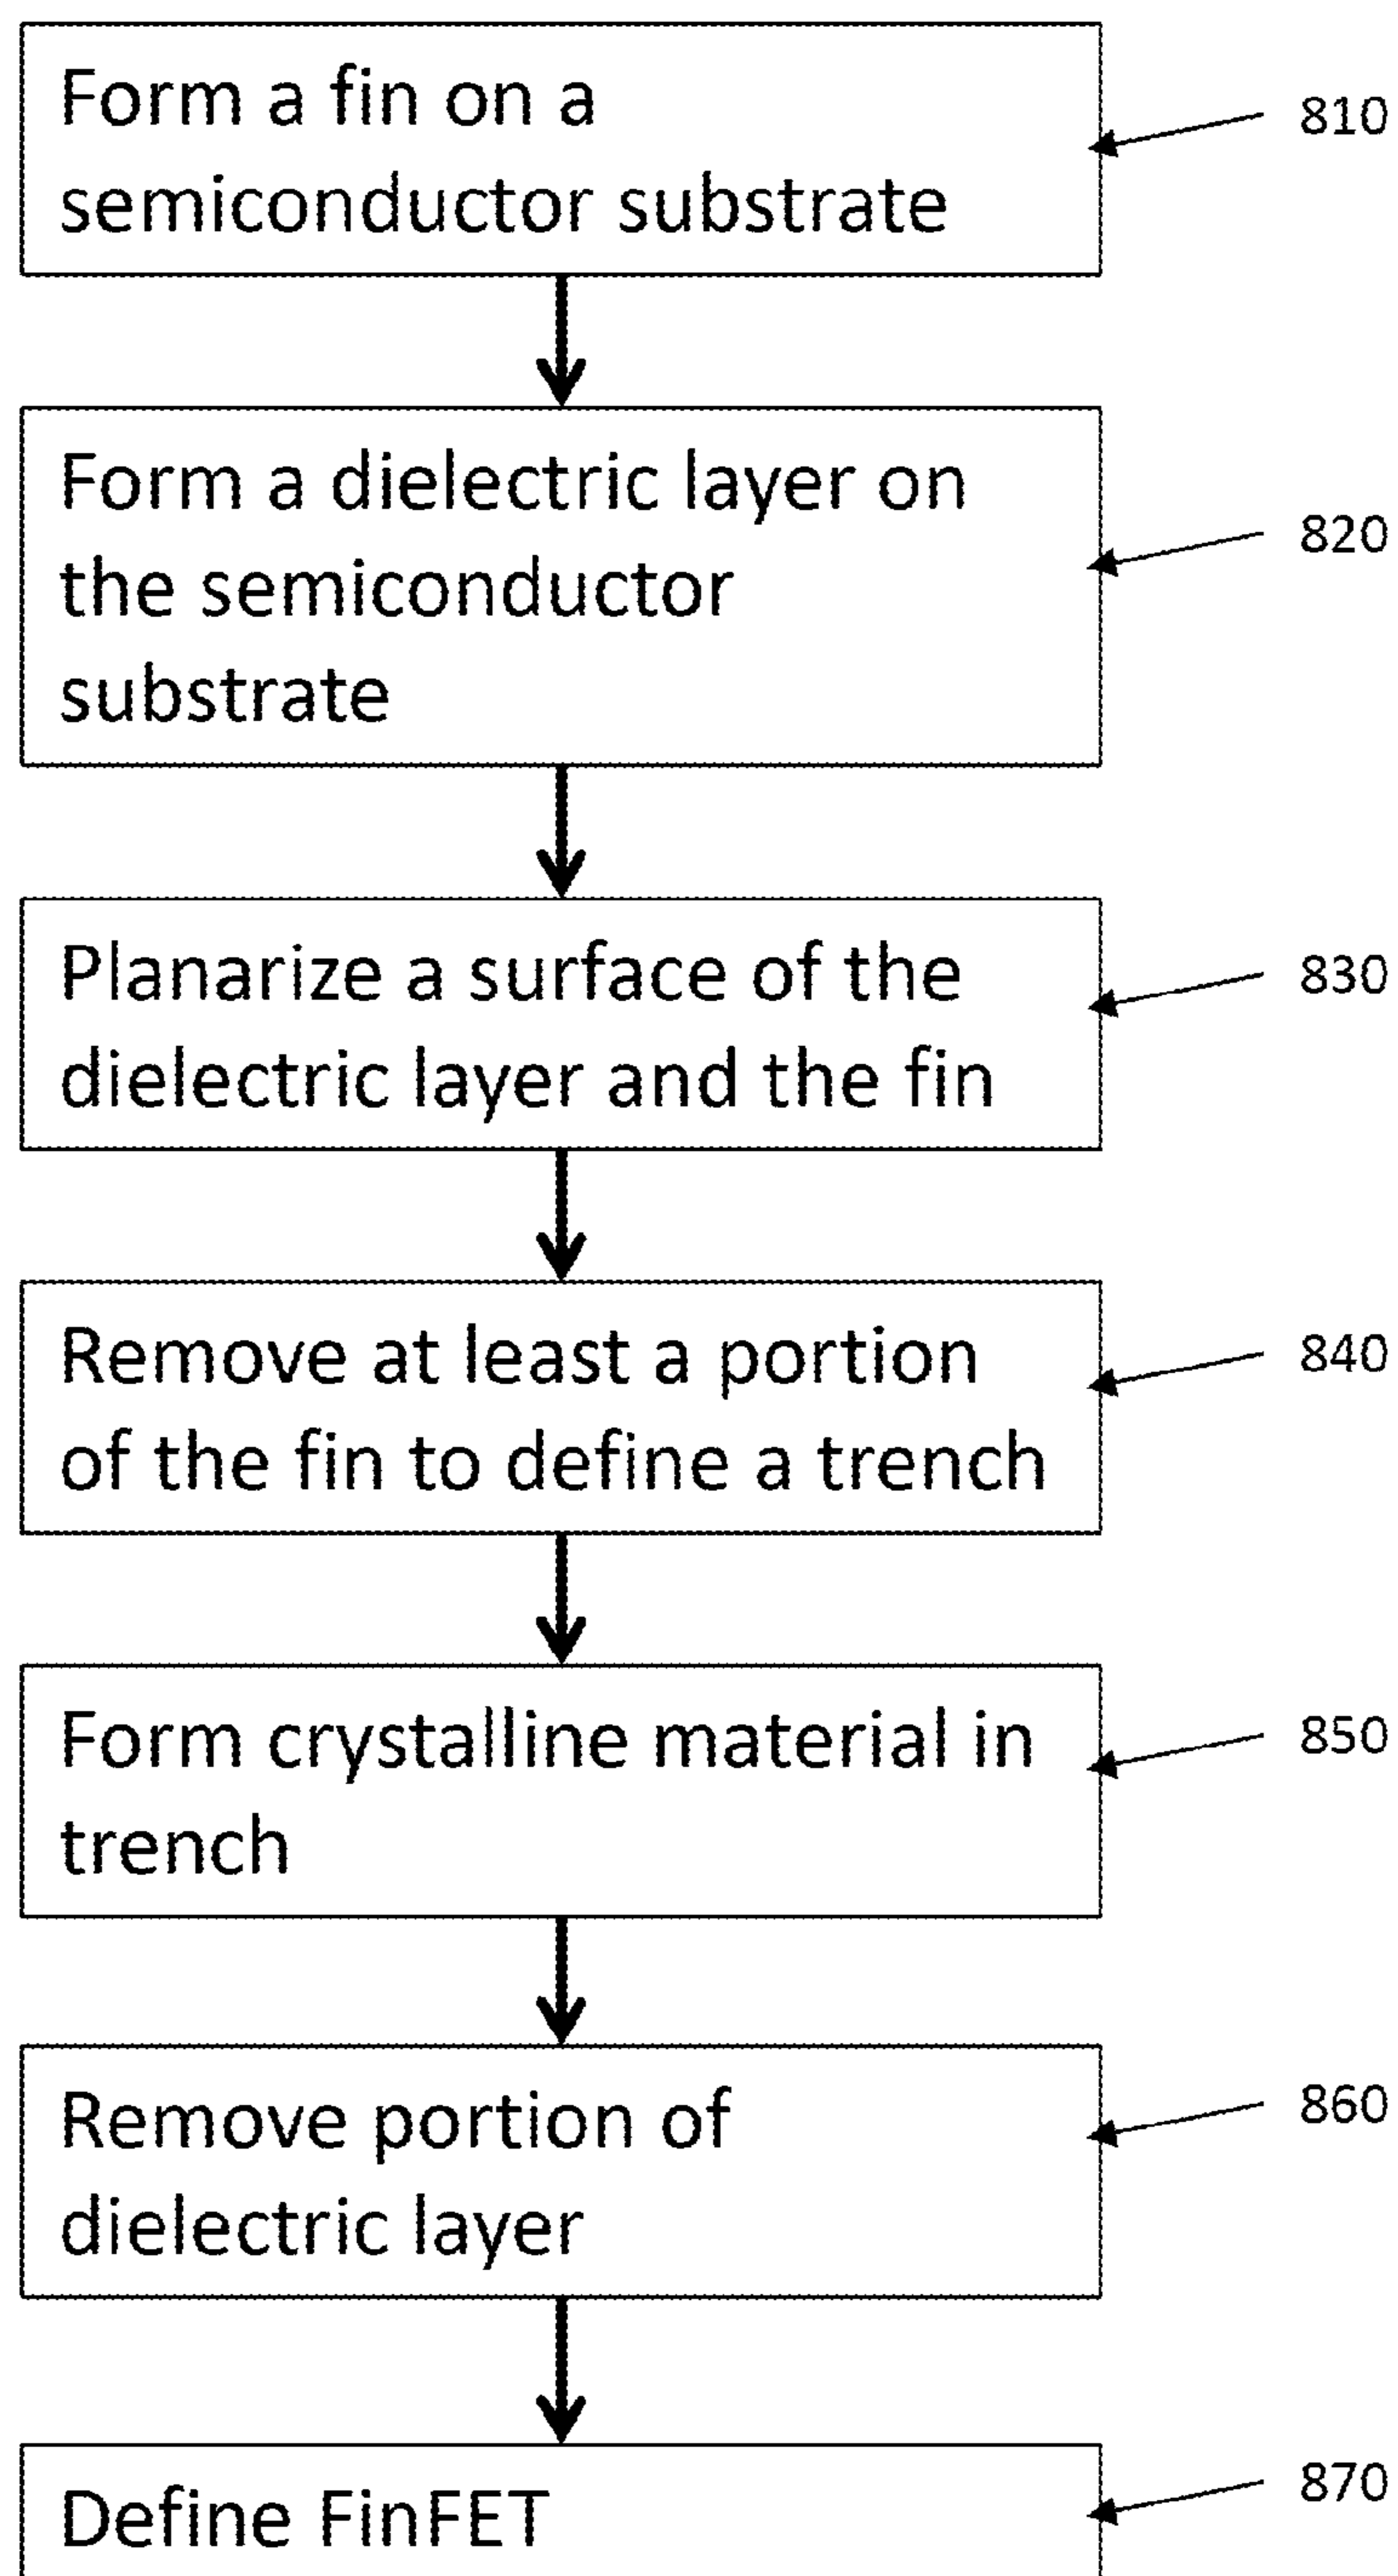 Form a fin on a
semiconductor substrate
810
Form a dielectric layer on
the semiconductor
substrate
820
Planarize a surface of the
dielectric layer and the fin
830
Remove at least a portion
of the fin to define a trench
840
Form crystalline material in
trench
850
Remove portion of
dielectric layer
860
Define FinFET
870